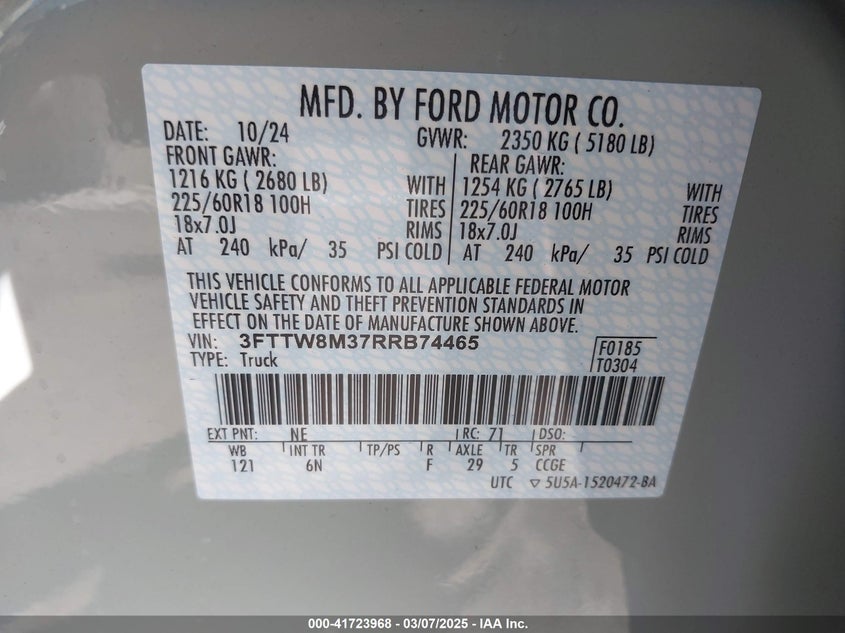 MFD. BY FORD MOTOR CO.
DATE: 10/24 GVWR: 2350 KG ( 5180 LB)
FRONT GAWR: REAR GAWR:
1216 KG ( 2680 LB) WITH 1254 KG ( 2765 LB) WITH
225/60R18 100H TIRES 225/60R18 100H TIRES
18x7.0J RIMS 18x7.0J RIMS
AT 240 kPa/ 35 PSI COLD AT 240 kPa/ 35 PSI COLD
THIS VEHICLE CONFORMS TO ALL APPLICABLE FEDERAL MOTOR
VEHICLE SAFETY AND THEFT PREVENTION STANDARDS IN
EFFECT ON THE DATE OF MANUFACTURE SHOWN ABOVE.
VIN: 3FTTW8M37RRB74465 F0185
TYPE: Truck T0304
EXT PNT: NE RC: 71 DSO:
WB INT TR TP/PS R AXLE TR SPR
121 6N F 29 5 CCGE
UTC ▽ 5U5A-1520472-BA
000-41723968 - 03/07/2025 - IAA Inc.